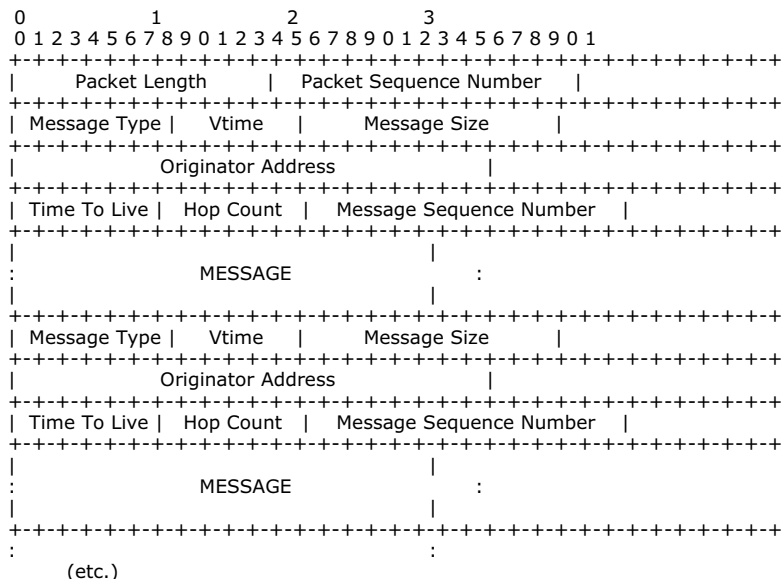 0 1 2 3
0 1 2 3 4 5 6 7 8 9 0 1 2 3 4 5 6 7 8 9 0 1 2 3 4 5 6 7 8 9 0 1
+-+-+-+-+-+-+-+-+-+-+-+-+-+-+-+-+-+-+-+-+-+-+-+-+-+-+-+-+-+-+-+-+
| Packet Length | Packet Sequence Number |
+-+-+-+-+-+-+-+-+-+-+-+-+-+-+-+-+-+-+-+-+-+-+-+-+-+-+-+-+-+-+-+-+
| Message Type | Vtime | Message Size |
+-+-+-+-+-+-+-+-+-+-+-+-+-+-+-+-+-+-+-+-+-+-+-+-+-+-+-+-+-+-+-+-+
| Originator Address |
+-+-+-+-+-+-+-+-+-+-+-+-+-+-+-+-+-+-+-+-+-+-+-+-+-+-+-+-+-+-+-+-+
| Time To Live | Hop Count | Message Sequence Number |
+-+-+-+-+-+-+-+-+-+-+-+-+-+-+-+-+-+-+-+-+-+-+-+-+-+-+-+-+-+-+-+-+
| |
: MESSAGE :
| |
+-+-+-+-+-+-+-+-+-+-+-+-+-+-+-+-+-+-+-+-+-+-+-+-+-+-+-+-+-+-+-+-+
| Message Type | Vtime | Message Size |
+-+-+-+-+-+-+-+-+-+-+-+-+-+-+-+-+-+-+-+-+-+-+-+-+-+-+-+-+-+-+-+-+
| Originator Address |
+-+-+-+-+-+-+-+-+-+-+-+-+-+-+-+-+-+-+-+-+-+-+-+-+-+-+-+-+-+-+-+-+
| Time To Live | Hop Count | Message Sequence Number |
+-+-+-+-+-+-+-+-+-+-+-+-+-+-+-+-+-+-+-+-+-+-+-+-+-+-+-+-+-+-+-+-+
| |
: MESSAGE :
| |
+-+-+-+-+-+-+-+-+-+-+-+-+-+-+-+-+-+-+-+-+-+-+-+-+-+-+-+-+-+-+-+-+
: :
(etc.)